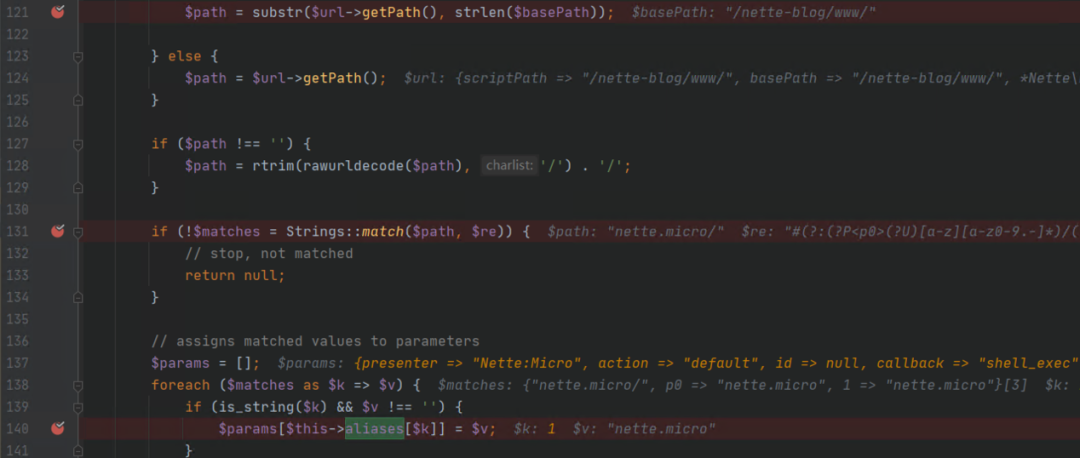 121 $path = substr($url->getPath(), strlen($basePath)); $basePath: "/nette-blog/www/"
122
123 } else {
124 $path = $url->getPath(); $url: {scriptPath => "/nette-blog/www/", basePath => "/nette-blog/www/", *Nette\
125 }
126
127 if ($path !== '') {
128 $path = rtrim(rawurldecode($path), charlist: '/') . '/';
129 }
130
131 if (!$matches = Strings::match($path, $re)) { $path: "nette.micro/" $re: "#(?:(?P<p0>(?U)[a-z][a-z0-9.-]*)/(
132 // stop, not matched
133 return null;
134 }
135
136 // assigns matched values to parameters
137 $params = []; $params: {presenter => "Nette:Micro", action => "default", id => null, callback => "shell_exec"
138 foreach ($matches as $k => $v) { $matches: {"nette.micro/", p0 => "nette.micro", 1 => "nette.micro"}[3] $k:
139 if (is_string($k) && $v !== '') {
140 $params[$this->aliases[$k]] = $v; $k: 1 $v: "nette.micro"
141 }